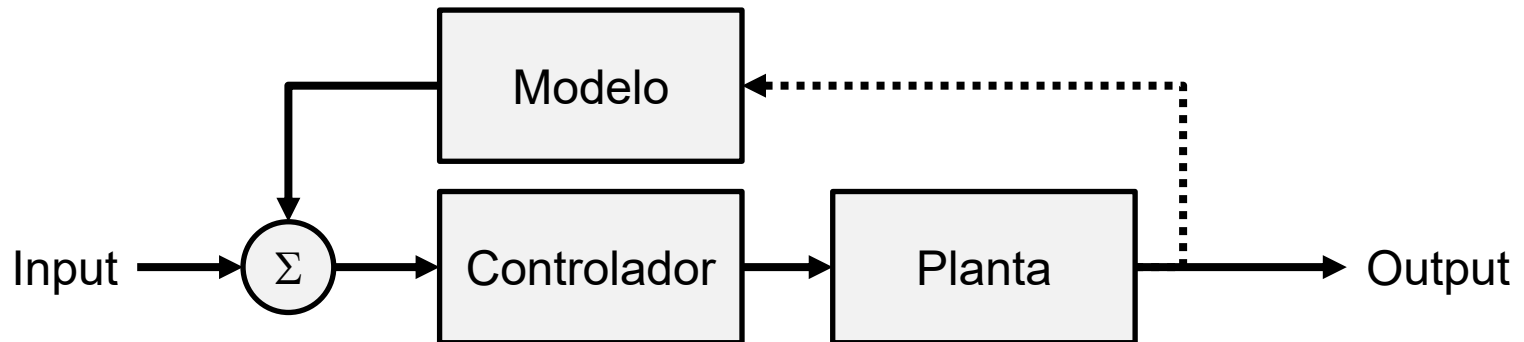 Modelo
Input
Σ
Controlador
Planta
Output